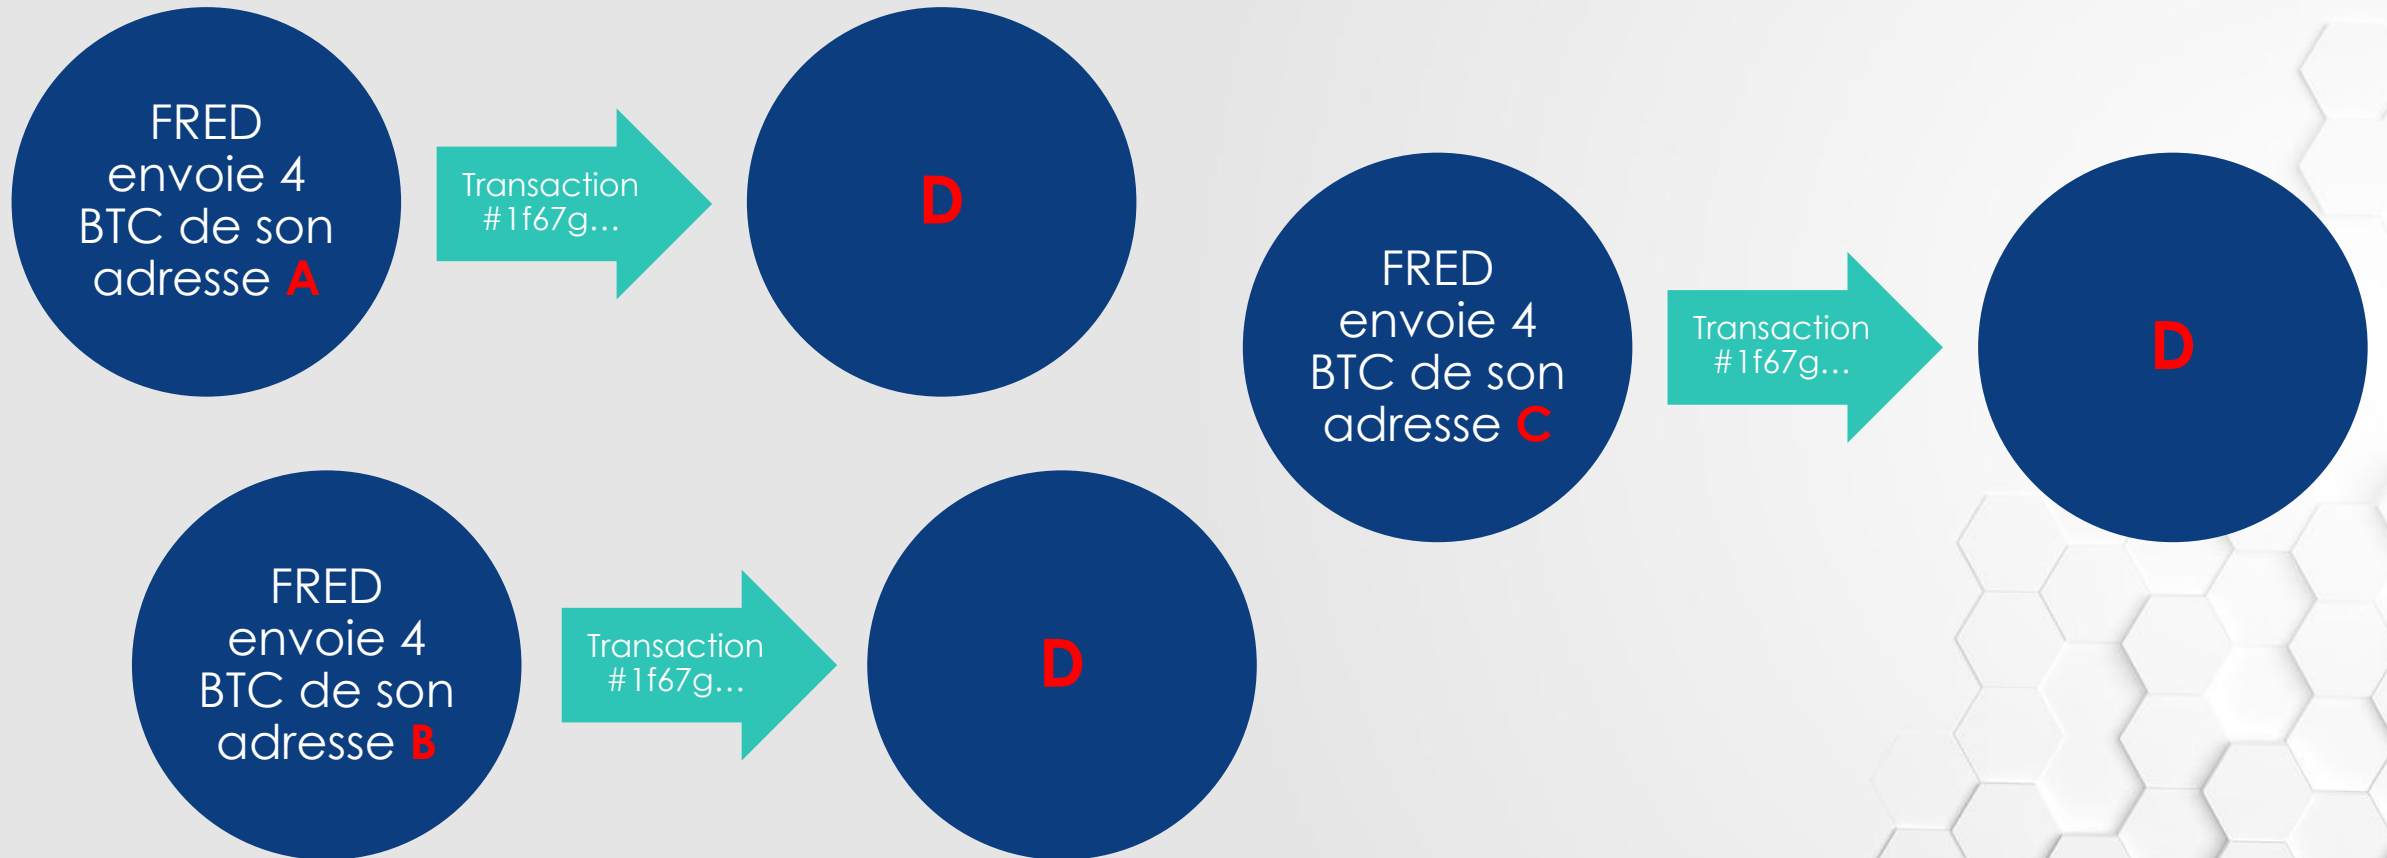 FRED
envoie 4
BTC de son
adresse A
Transaction
#1f67g...
D
FRED
envoie 4
BTC de son
adresse C
Transaction
#1f67g...
D
FRED
envoie 4
BTC de son
adresse B
Transaction
#1f67g...
D